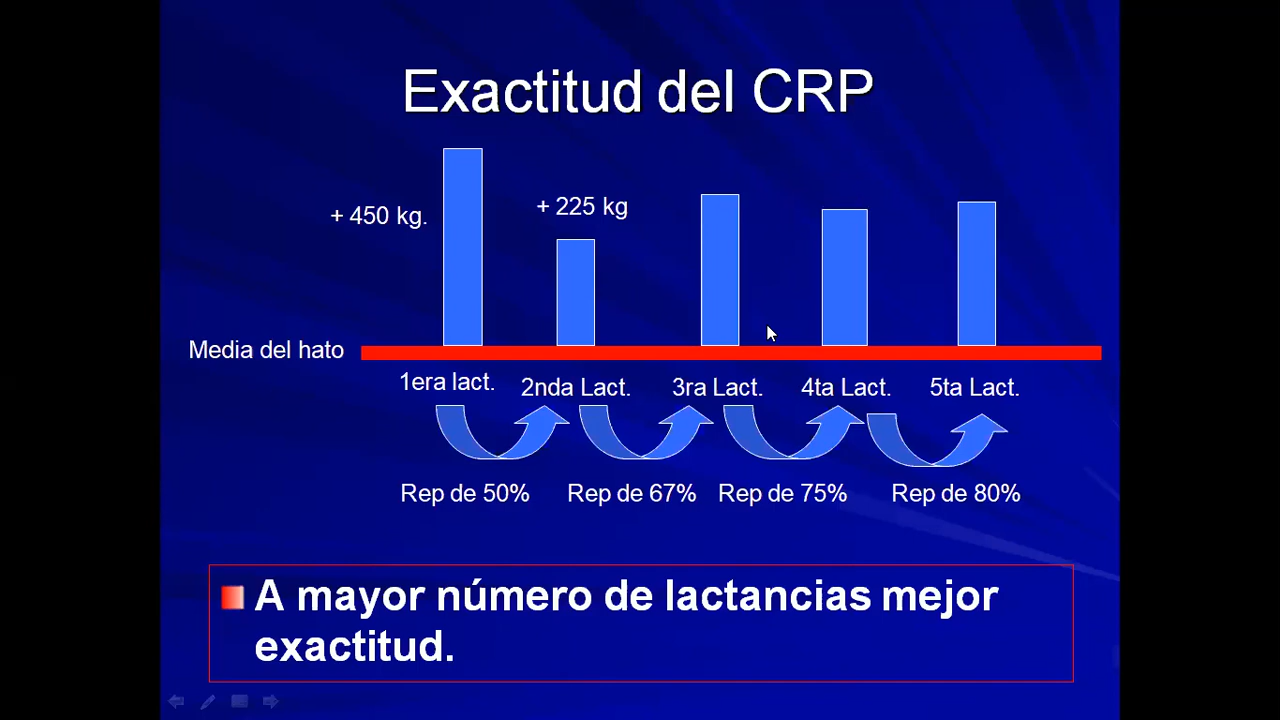 Exactitud del CRP
+ 450 kg.
+ 225 kg
Media del hato
1era lact.
2nda Lact.
3ra Lact.
4ta Lact.
5ta Lact.
Rep de 50%
Rep de 67%
Rep de 75%
Rep de 80%
A mayor número de lactancias mejor
exactitud.